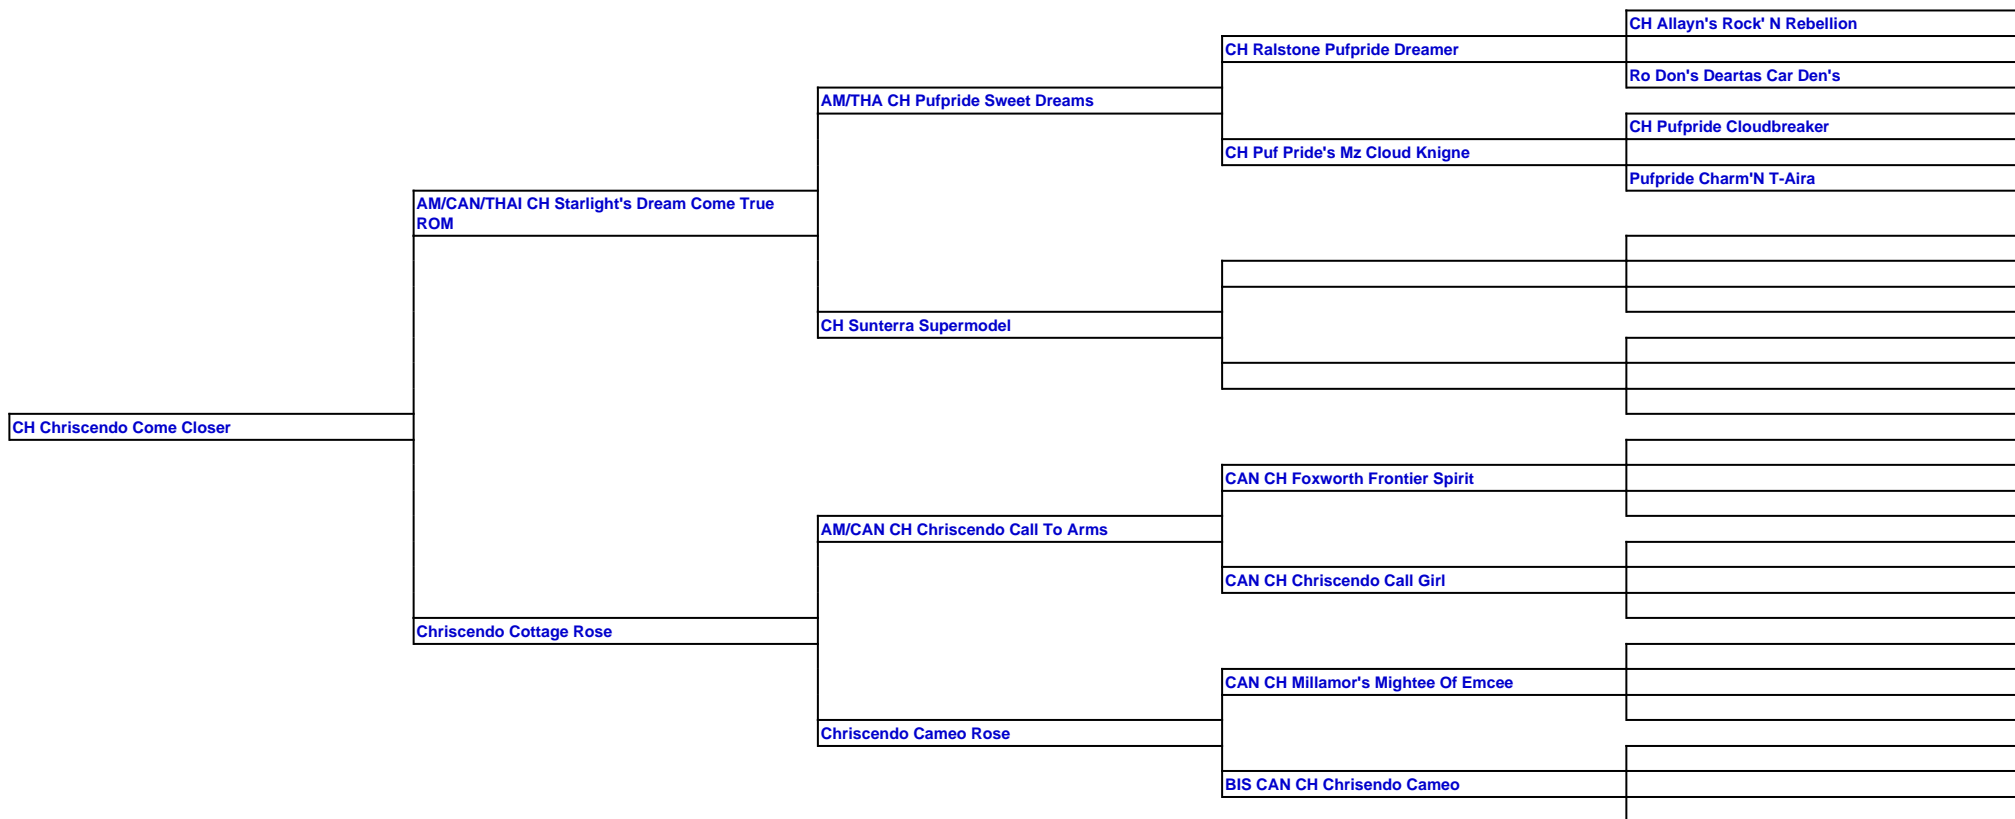 CH Allayn's Rock' N Rebellion
CH Ralstone Pufpride Dreamer
Ro Don's Deartas Car Den's
AM/THA CH Pufpride Sweet Dreams
CH Pufpride Cloudbreaker
CH Puf Pride's Mz Cloud Knigne
Pufpride Charm'N T-Aira
AM/CAN/THAI CH Starlight's Dream Come True
ROM
CH Sunterra Supermodel
CH Chriscendo Come Closer
CAN CH Foxworth Frontier Spirit
AM/CAN CH Chriscendo Call To Arms
CAN CH Chriscendo Call Girl
Chriscendo Cottage Rose
CAN CH Millamor's Mightee Of Emcee
Chriscendo Cameo Rose
BIS CAN CH Chrisendo Cameo